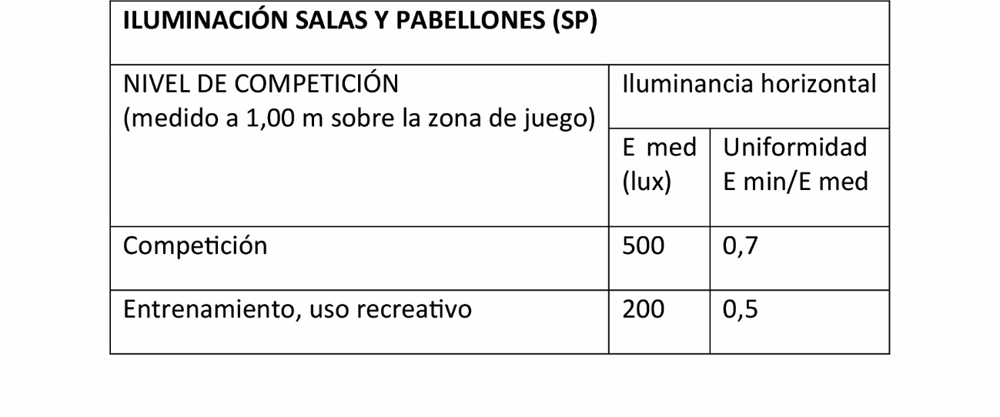 ILUMINACIÓN SALAS Y PABELLONES (SP)
NIVEL DE COMPETICIÓN
(medido a 1,00 m sobre la zona de juego)
Iluminancia horizontal
E med
(lux)
Uniformidad
E min/E med
Competición
500
0,7
Entrenamiento, uso recreativo
200
0,5